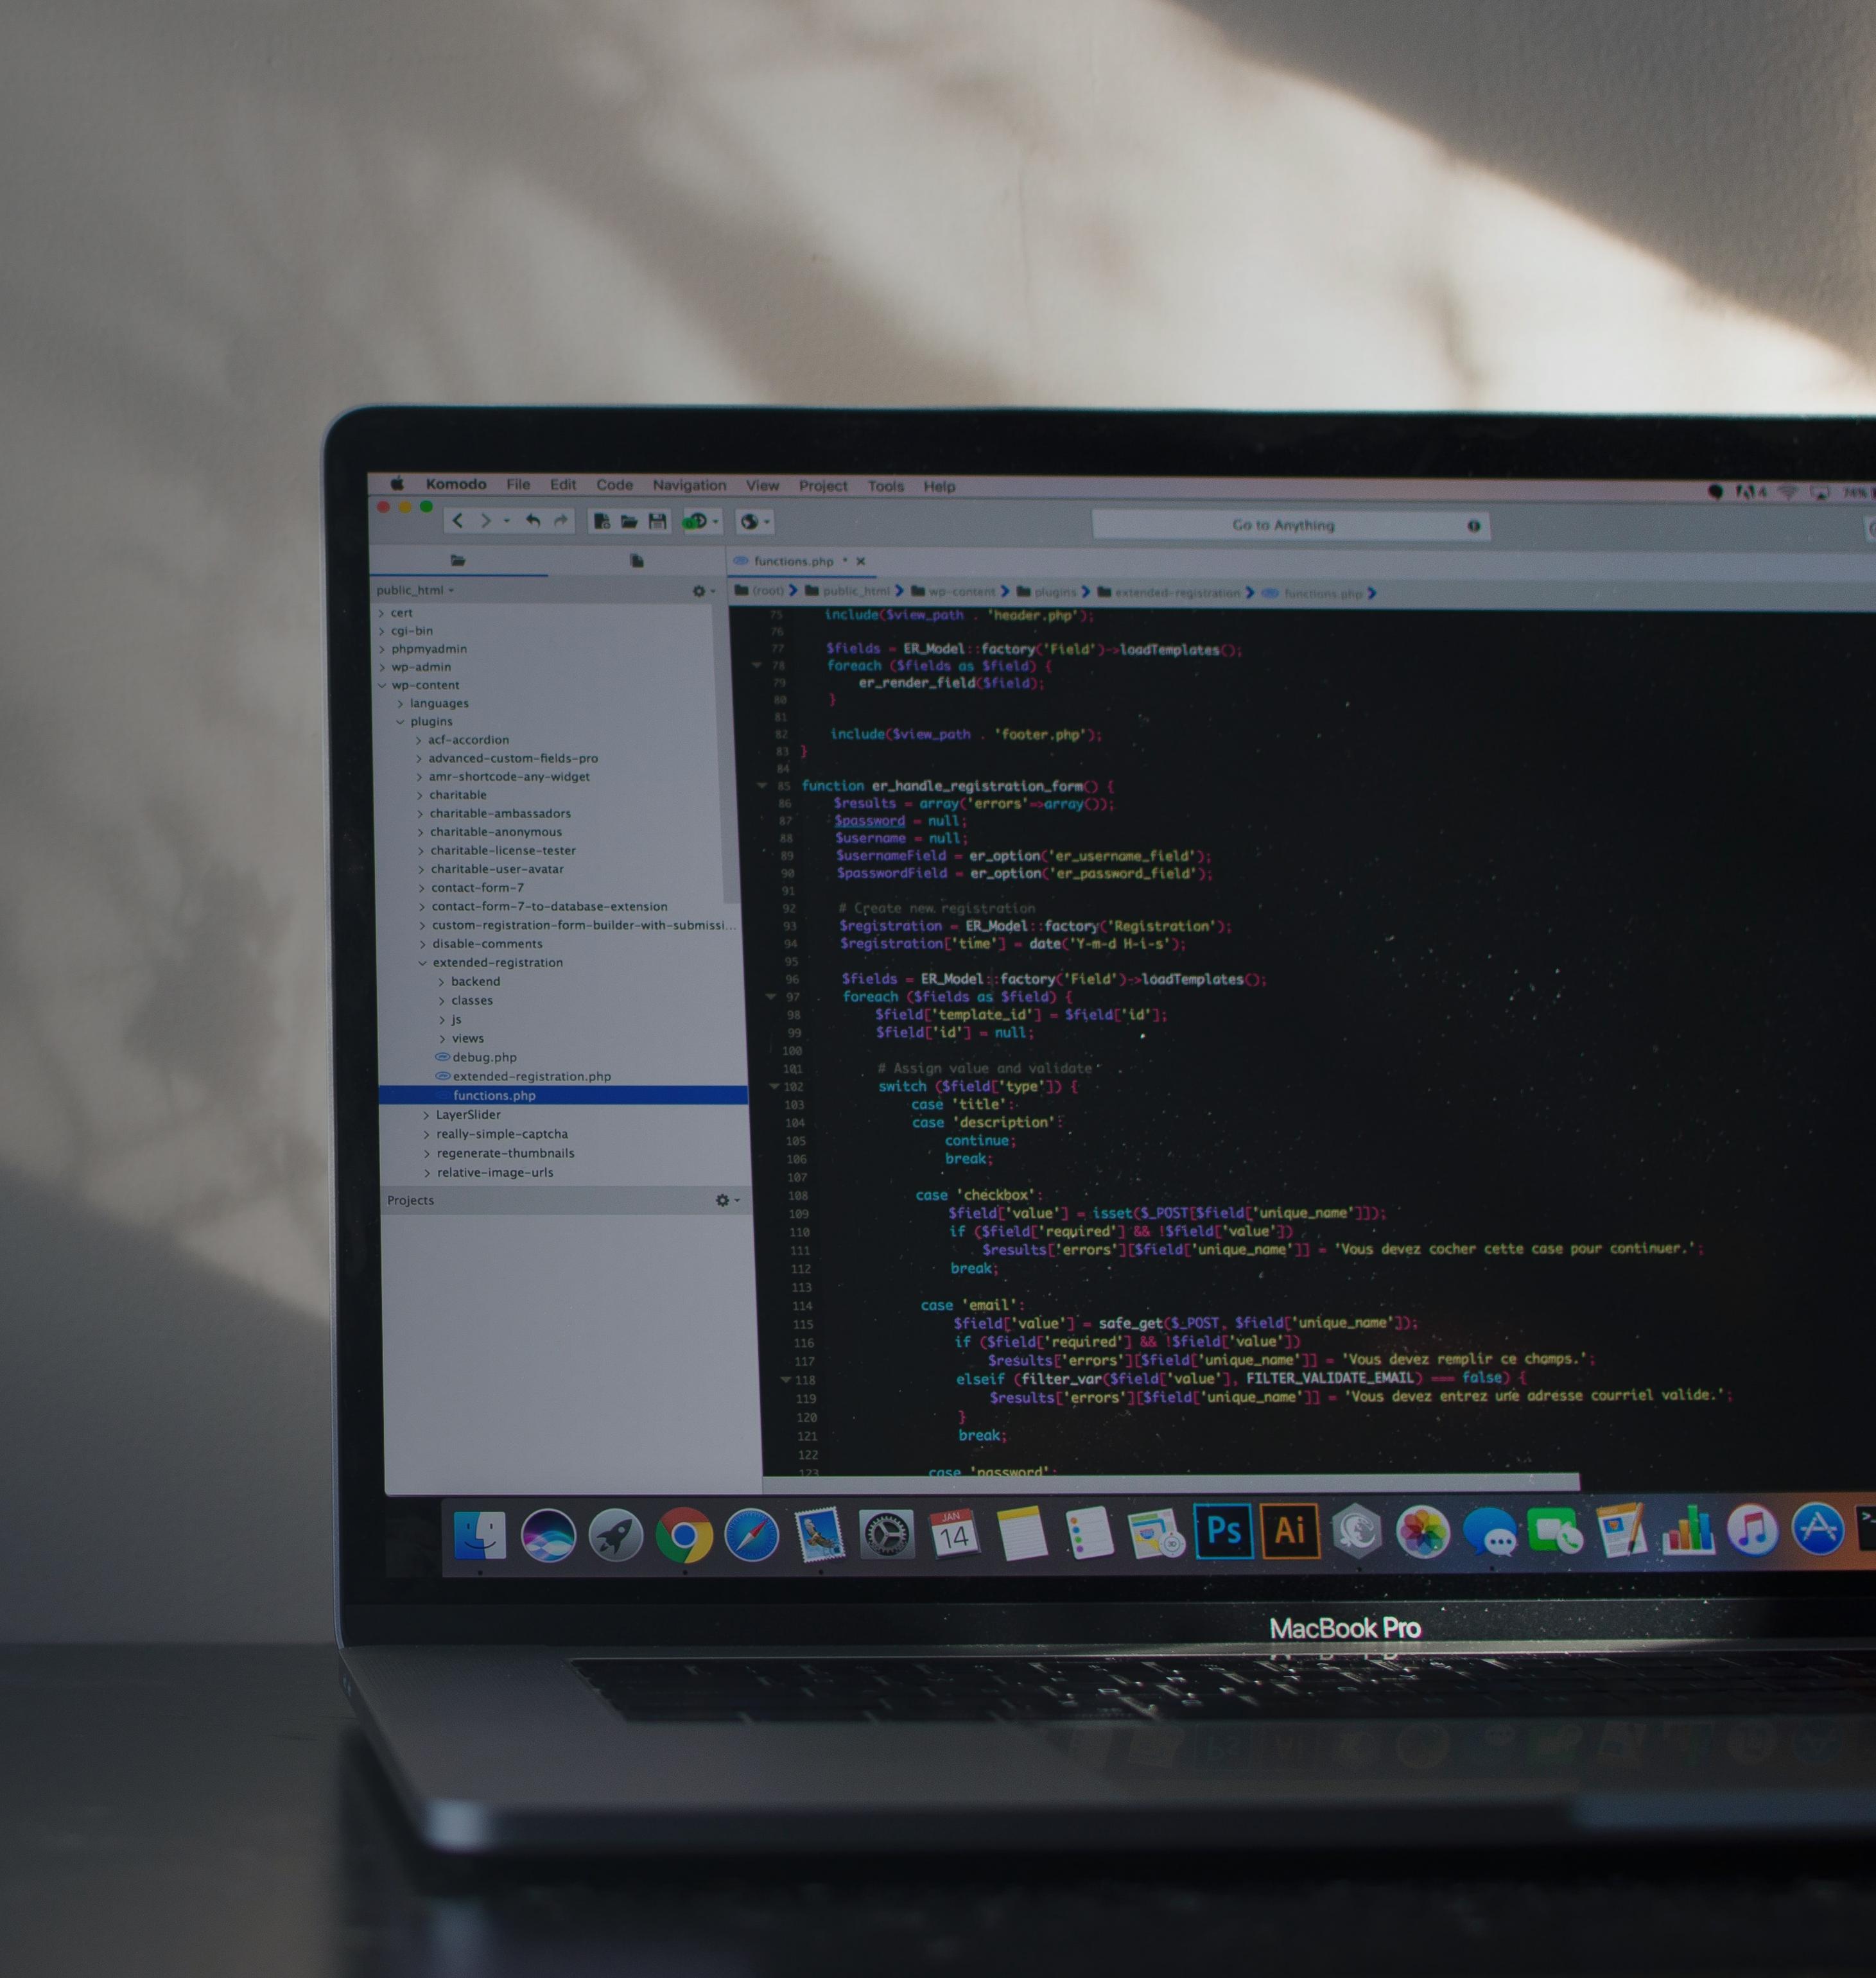 Komodo File Edit Code Navigation View Project Tools Help
Go to Anything
functions.php * ×
public_html
(root) public_html wp-content plugins extended-registration functions.php
cert
cgi-bin
phpmyadmin
wp-admin
wp-content
languages
plugins
acf-accordion
advanced-custom-fields-pro
amr-shortcode-any-widget
charitable
charitable-ambassadors
charitable-anonymous
charitable-license-tester
charitable-user-avatar
contact-form-7
contact-form-7-to-database-extension
custom-registration-form-builder-with-submissi...
disable-comments
extended-registration
backend
classes
js
views
debug.php
extended-registration.php
functions.php
LayerSlider
really-simple-captcha
regenerate-thumbnails
relative-image-urls
Projects
75 include($view_path . 'header.php');
76
77 $fields = ER_Model::factory('Field')->loadTemplates();
78 foreach ($fields as $field) {
79 er_render_field($field);
80 }
81
82 include($view_path . 'footer.php');
83 }
84
85 function er_handle_registration_form() {
86 $results = array('errors'=>array());
87 $password = null;
88 $username = null;
89 $usernameField = er_option('er_username_field');
90 $passwordField = er_option('er_password_field');
91
92 # Create new registration
93 $registration = ER_Model::factory('Registration');
94 $registration['time'] = date('Y-m-d H-i-s');
95
96 $fields = ER_Model::factory('Field')->loadTemplates();
97 foreach ($fields as $field) {
98 $field['template_id'] = $field['id'];
99 $field['id'] = null;
100
101 # Assign value and validate
102 switch ($field['type']) {
103 case 'title':
104 case 'description':
105 continue;
106 break;
107
108 case 'checkbox':
109 $field['value'] = isset($_POST[$field['unique_name']]);
110 if ($field['required'] && !$field['value'])
111 $results['errors'][$field['unique_name']] = 'Vous devez cocher cette case pour continuer.';
112 break;
113
114 case 'email':
115 $field['value'] = safe_get($_POST, $field['unique_name']);
116 if ($field['required'] && !$field['value'])
117 $results['errors'][$field['unique_name']] = 'Vous devez remplir ce champs.';
118 elseif (filter_var($field['value'], FILTER_VALIDATE_EMAIL) === false) {
119 $results['errors'][$field['unique_name']] = 'Vous devez entrez une adresse courriel valide.';
120 }
121 break;
122
123 case 'password':
JAN
14
Ps
Ai
MacBook Pro